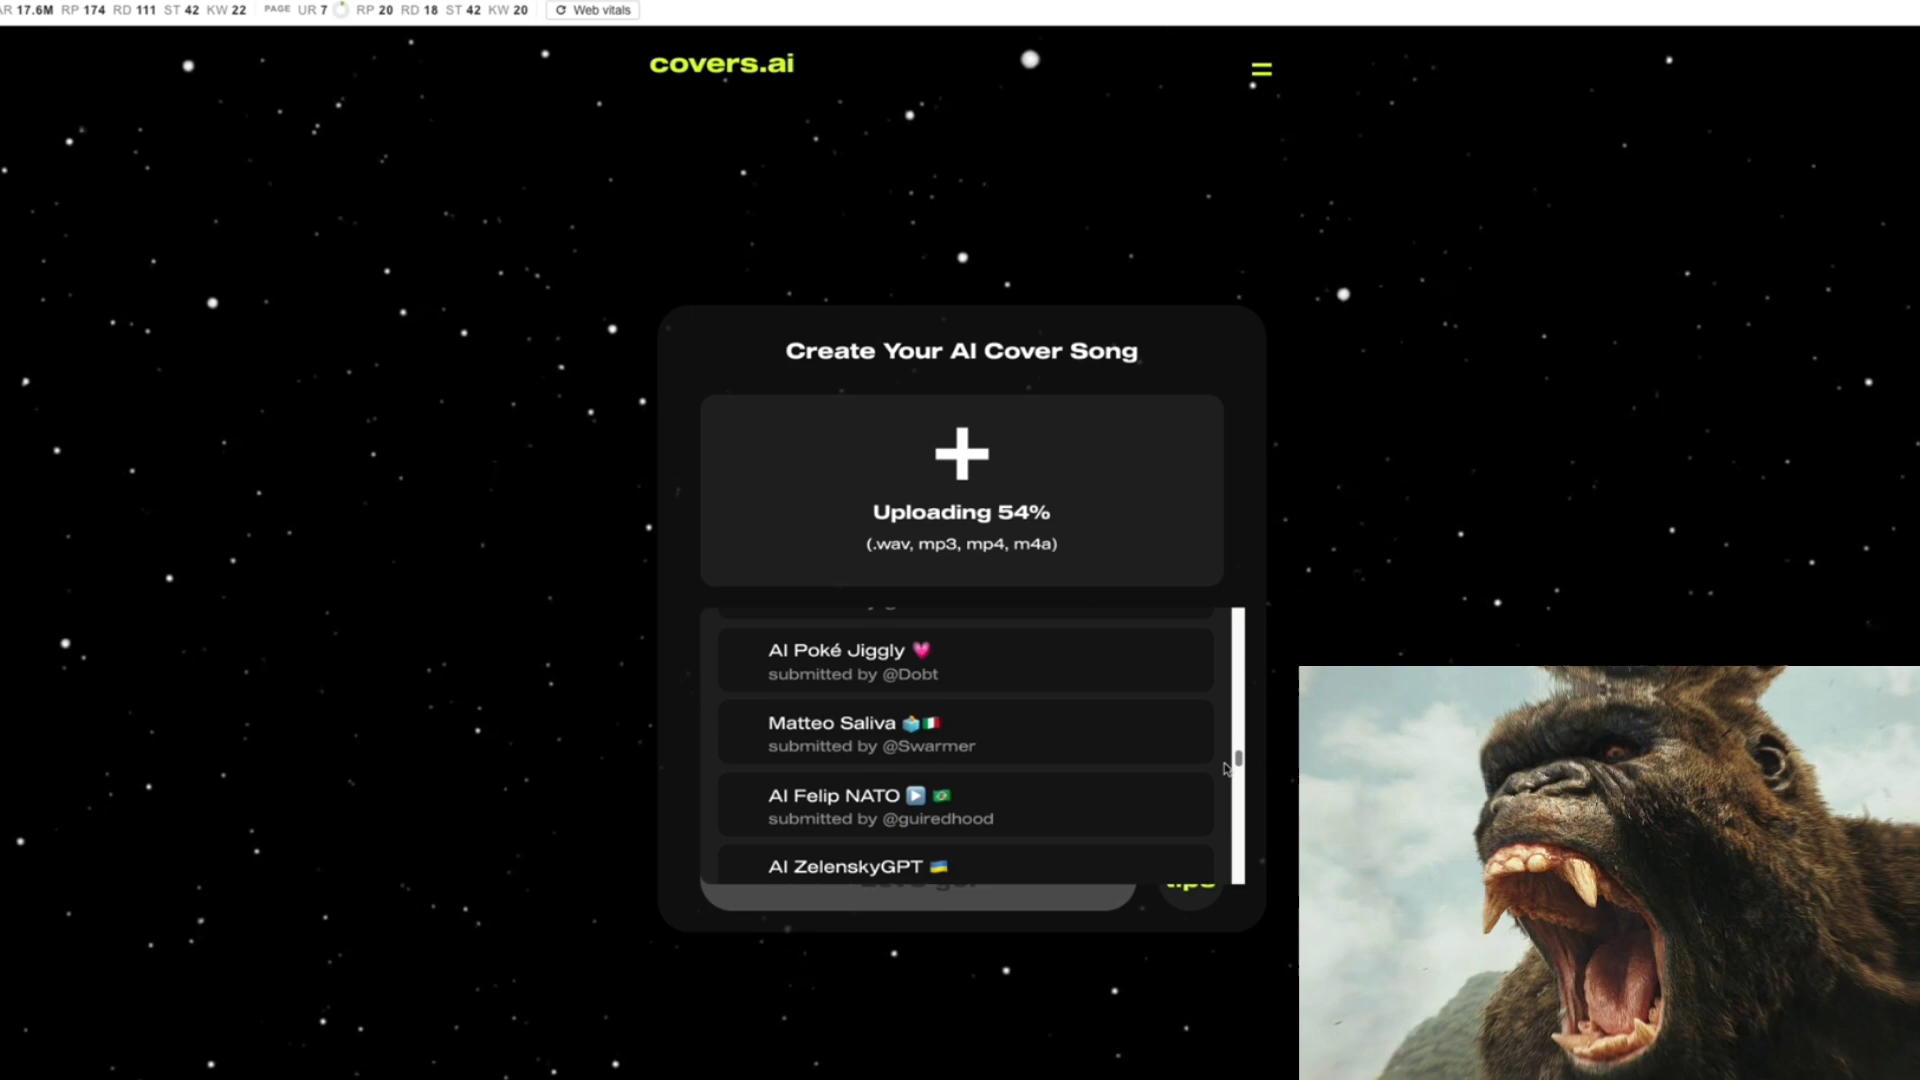 AR 17.6M RP 174 RD 111 ST 42 KW 22 PAGE UR 7 RP 20 RD 18 ST 42 KW 20 Web vitals
covers.ai
Create Your AI Cover Song
Uploading 54%
(.wav, mp3, mp4, m4a)
AI Poké Jiggly 💗
submitted by @Dobt
Matteo Saliva 🗳️🇮🇹
submitted by @Swarmer
AI Felip NATO ▶️ 🇧🇷
submitted by @guiredhood
AI ZelenskyGPT 🇺🇦
tips